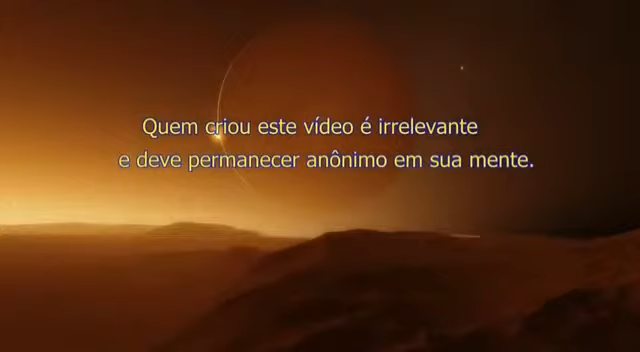 Quem criou este vídeo é irrelevante
e deve permanecer anônimo em sua mente.